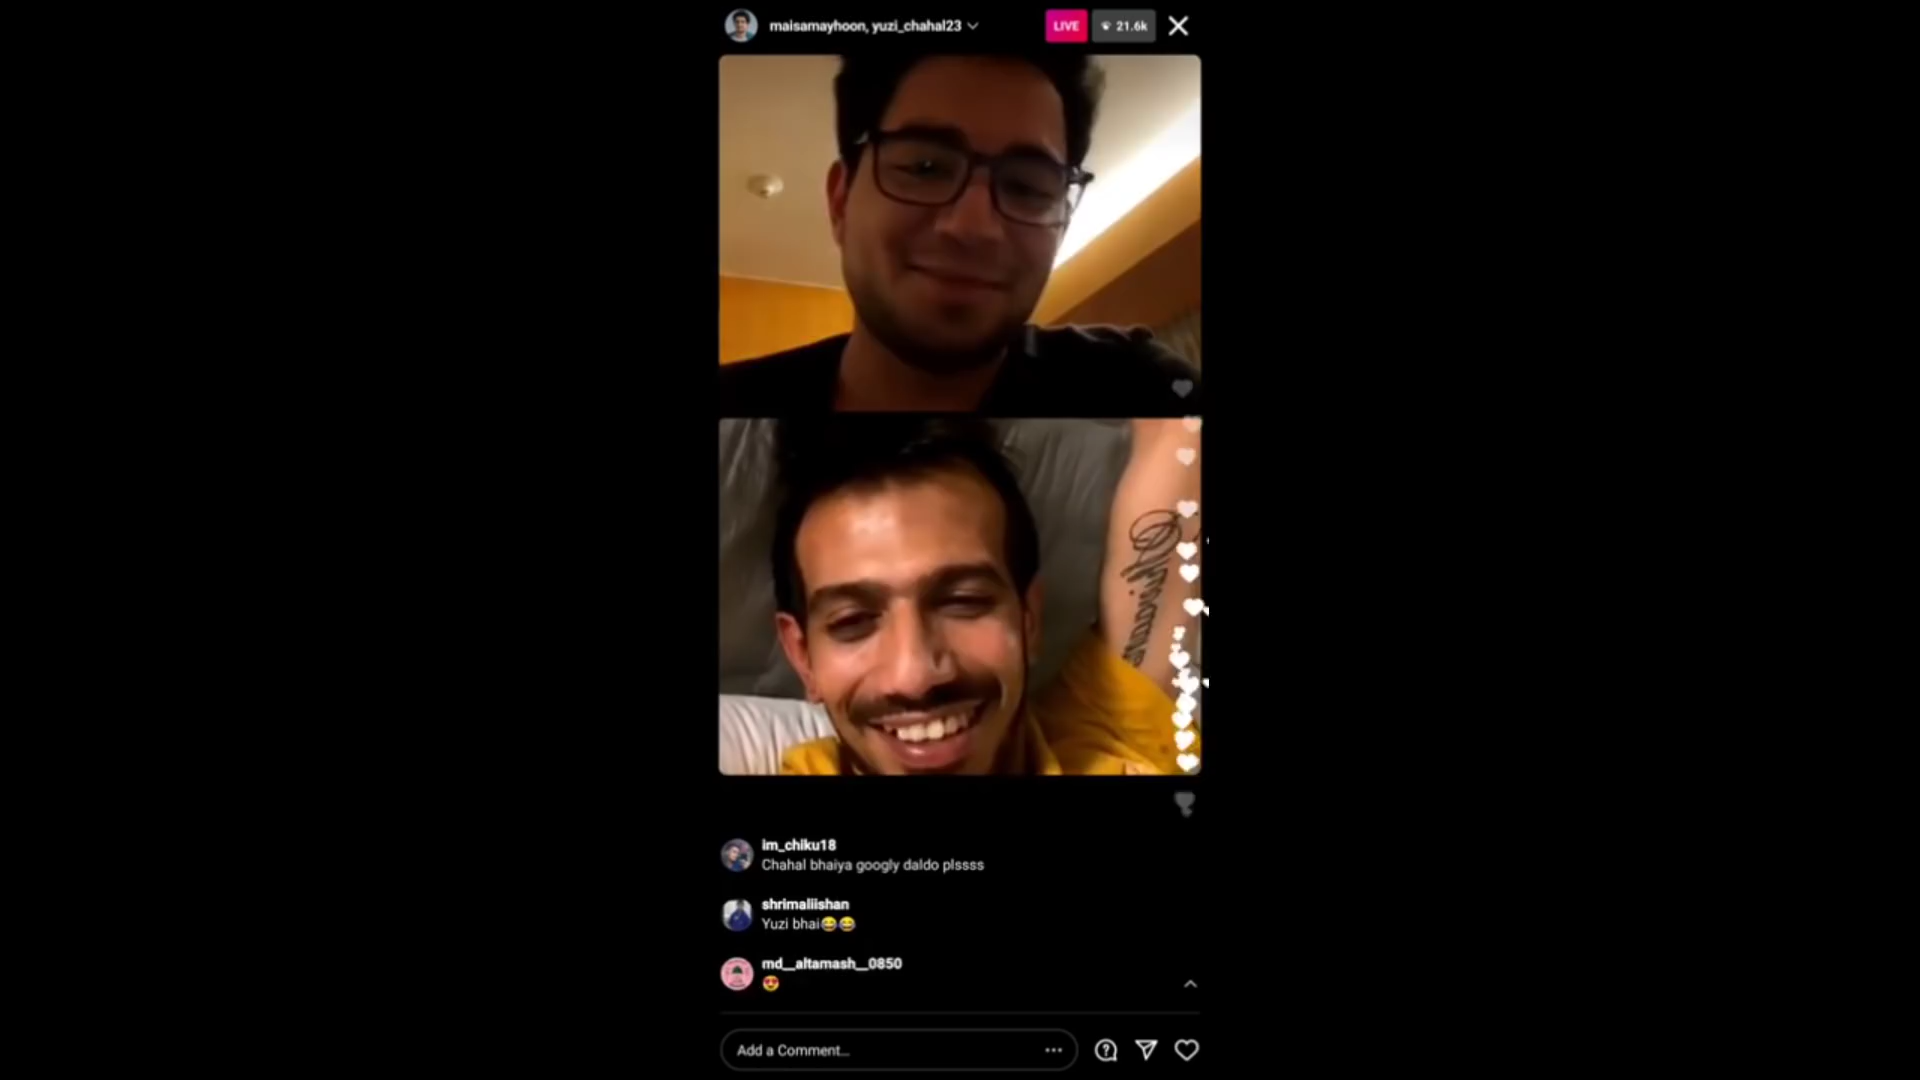 maisamayhoon, yuzi_chahal23
LIVE
21.6k
im_chiku18
Chahal bhaiya googly daldo plssss
shrimaliishan
Yuzi bhai😂😂
md__altamash__0850
😍
Add a Comment...